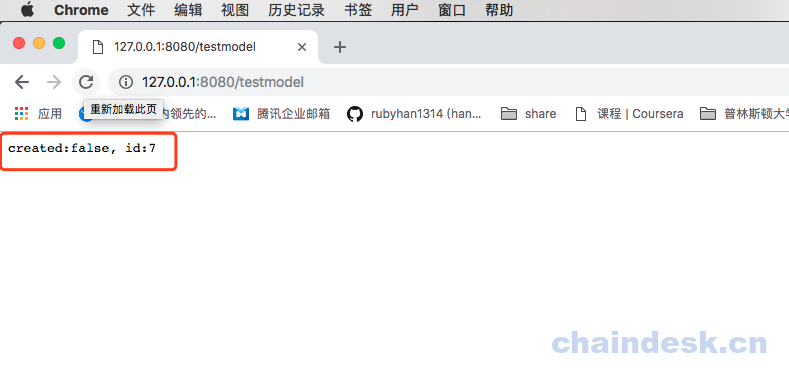 Chrome 文件 编辑 视图 历史记录 书签 用户 窗口 帮助
127.0.0.1:8080/testmodel
127.0.0.1:8080/testmodel
应用 内领先的... 腾讯企业邮箱 rubyhan1314 (han... share 课程 | Coursera 普林斯顿大学
重新加载此页
created:false, id:7
chaindesk.cn